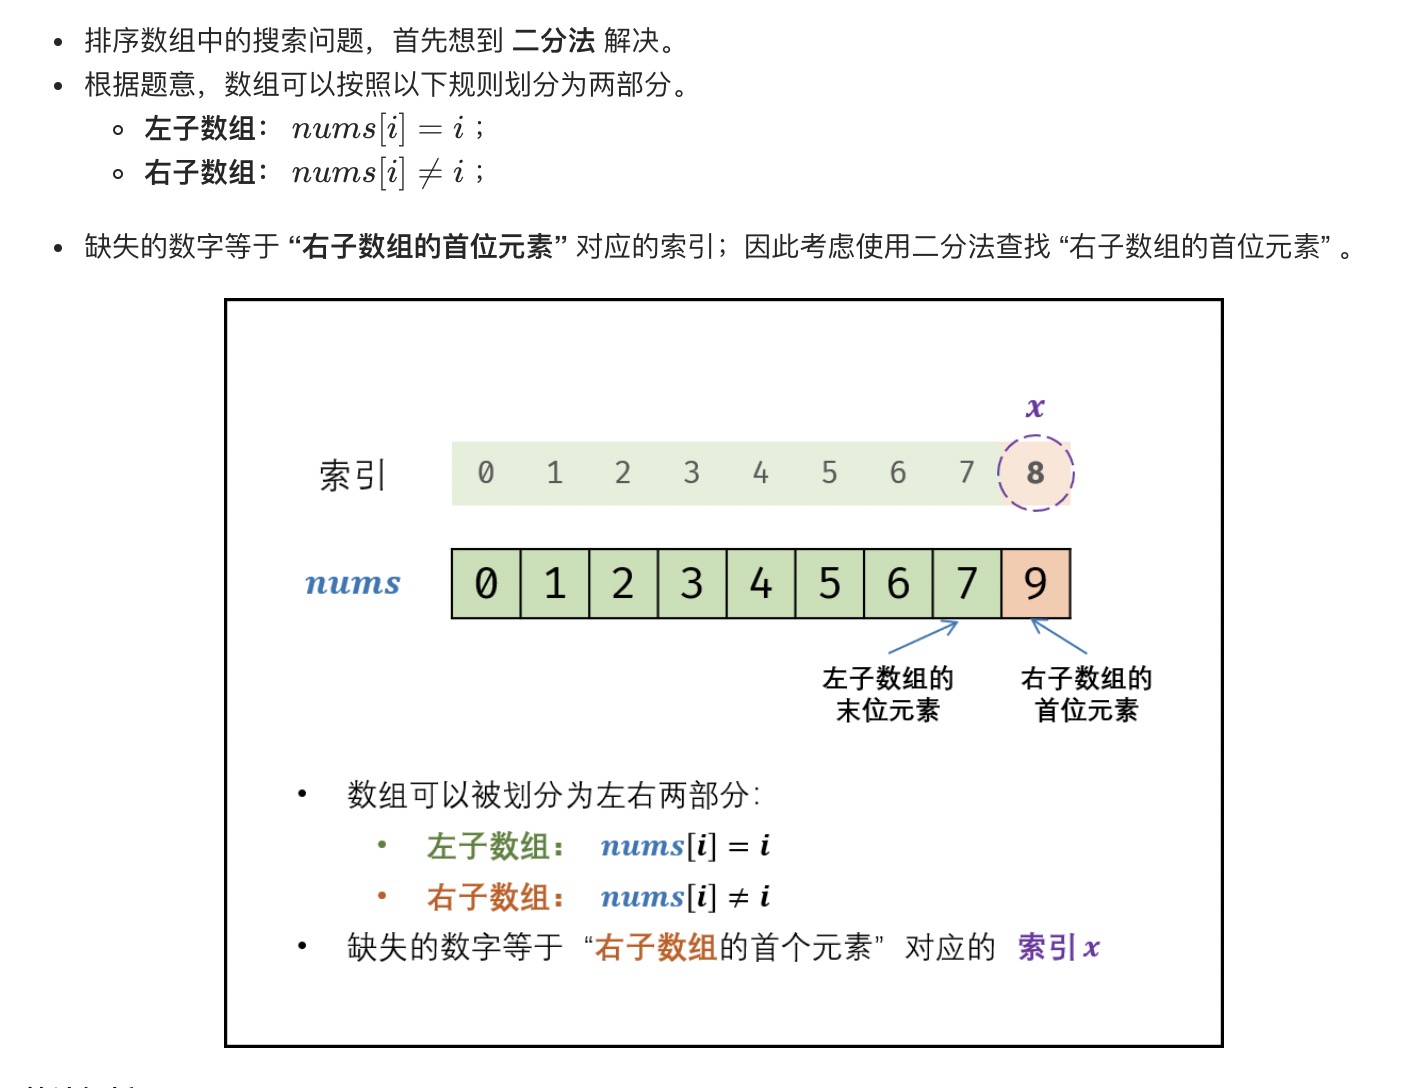 排序数组中的搜索问题，首先想到 二分法 解决。
根据题意，数组可以按照以下规则划分为两部分。
左子数组： nums[i] = i ；
右子数组： nums[i] ≠ i ；
缺失的数字等于 “右子数组的首位元素” 对应的索引；因此考虑使用二分法查找 “右子数组的首位元素” 。
x
索引 0 1 2 3 4 5 6 7 8
nums 0 1 2 3 4 5 6 7 9
左子数组的 右子数组的
末位元素 首位元素
• 数组可以被划分为左右两部分：
• 左子数组： nums[i] = i
• 右子数组： nums[i] ≠ i
• 缺失的数字等于 “右子数组的首个元素” 对应的 索引 x